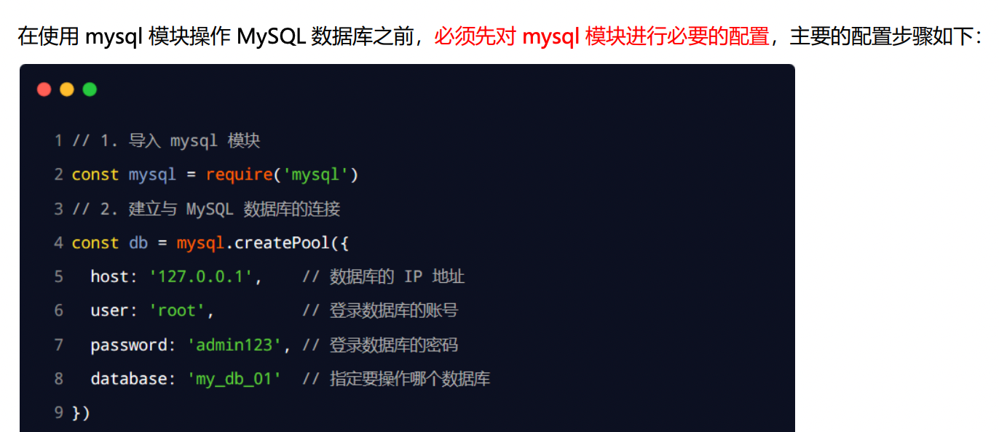 在使用 mysql 模块操作 MySQL 数据库之前，必须先对 mysql 模块进行必要的配置，主要的配置步骤如下：
1 // 1. 导入 mysql 模块
2 const mysql = require('mysql')
3 // 2. 建立与 MySQL 数据库的连接
4 const db = mysql.createPool({
5   host: '127.0.0.1',    // 数据库的 IP 地址
6   user: 'root',         // 登录数据库的账号
7   password: 'admin123', // 登录数据库的密码
8   database: 'my_db_01'  // 指定要操作哪个数据库
9 })